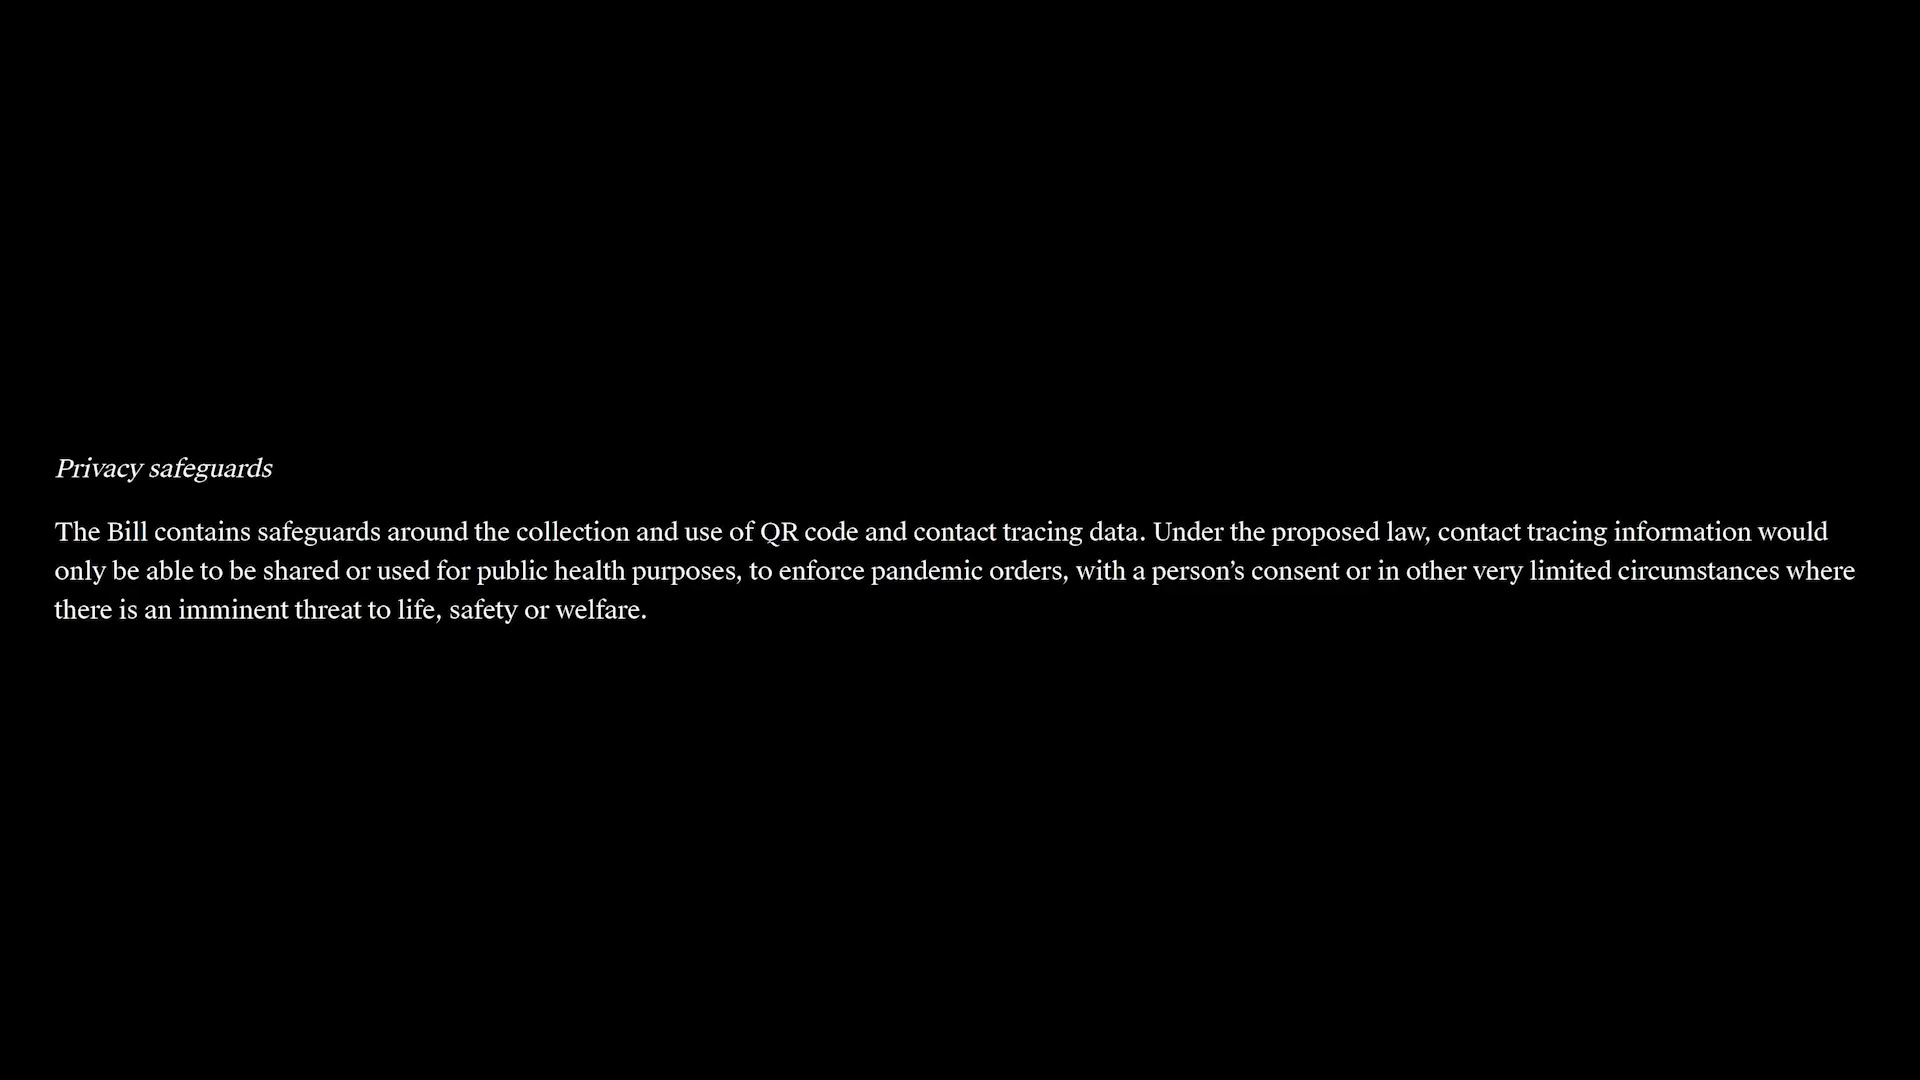 Privacy safeguards
The Bill contains safeguards around the collection and use of QR code and contact tracing data. Under the proposed law, contact tracing information would
only be able to be shared or used for public health purposes, to enforce pandemic orders, with a person’s consent or in other very limited circumstances where
there is an imminent threat to life, safety or welfare.